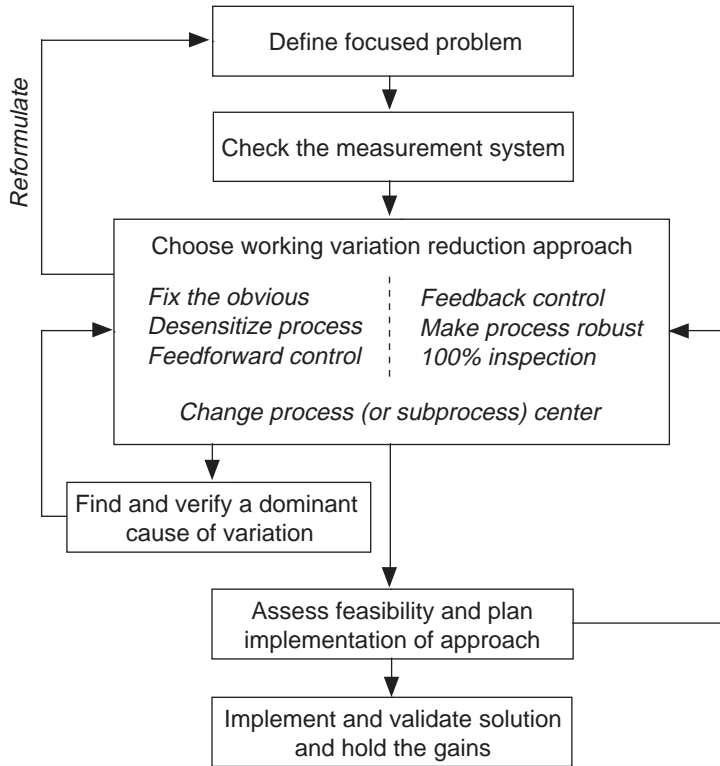 Define focused problem
Reformulate
Check the measurement system
Choose working variation reduction approach
Fix the obvious
Desensitize process
Feedforward control
Feedback control
Make process robust
100% inspection
Change process (or subprocess) center
Find and verify a dominant
cause of variation
Assess feasibility and plan
implementation of approach
Implement and validate solution
and hold the gains